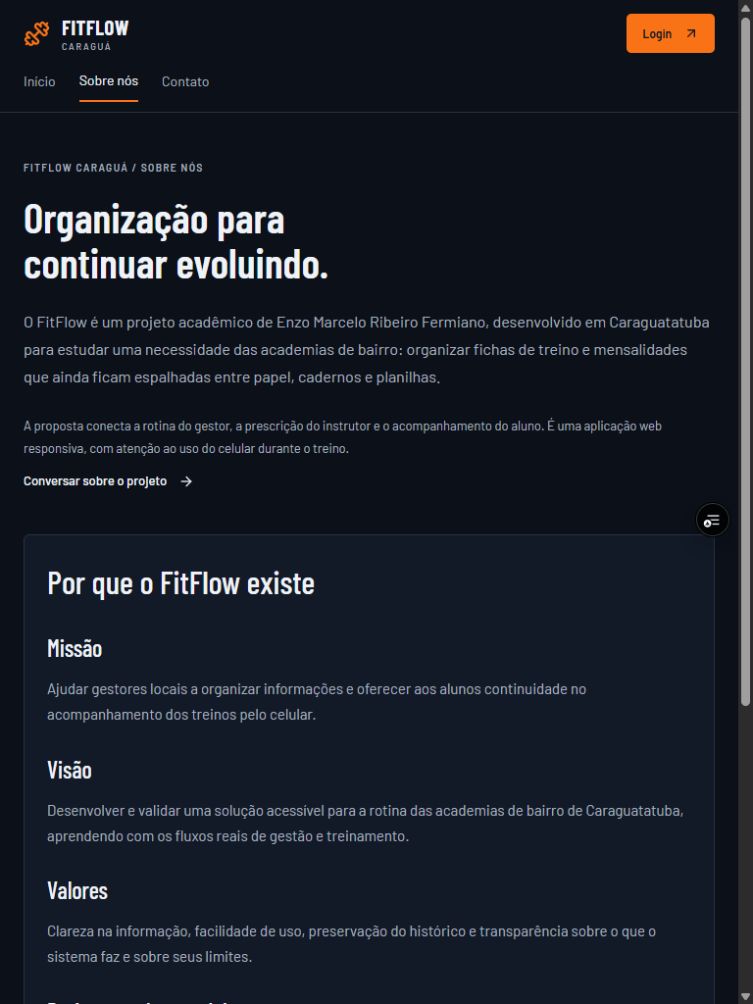 FITFLOW
CARAGUÁ
Login
Início
Sobre nós
Contato
FITFLOW CARAGUÁ / SOBRE NÓS
Organização para
continuar evoluindo.
O FitFlow é um projeto acadêmico de Enzo Marcelo Ribeiro Fermiano, desenvolvido em Caraguatatuba
para estudar uma necessidade das academias de bairro: organizar fichas de treino e mensalidades
que ainda ficam espalhadas entre papel, cadernos e planilhas.
A proposta conecta a rotina do gestor, a prescrição do instrutor e o acompanhamento do aluno. É uma aplicação web
responsiva, com atenção ao uso do celular durante o treino.
Conversar sobre o projeto
Por que o FitFlow existe
Missão
Ajudar gestores locais a organizar informações e oferecer aos alunos continuidade no
acompanhamento dos treinos pelo celular.
Visão
Desenvolver e validar uma solução acessível para a rotina das academias de bairro de Caraguatatuba,
aprendendo com os fluxos reais de gestão e treinamento.
Valores
Clareza na informação, facilidade de uso, preservação do histórico e transparência sobre o que o
sistema faz e sobre seus limites.